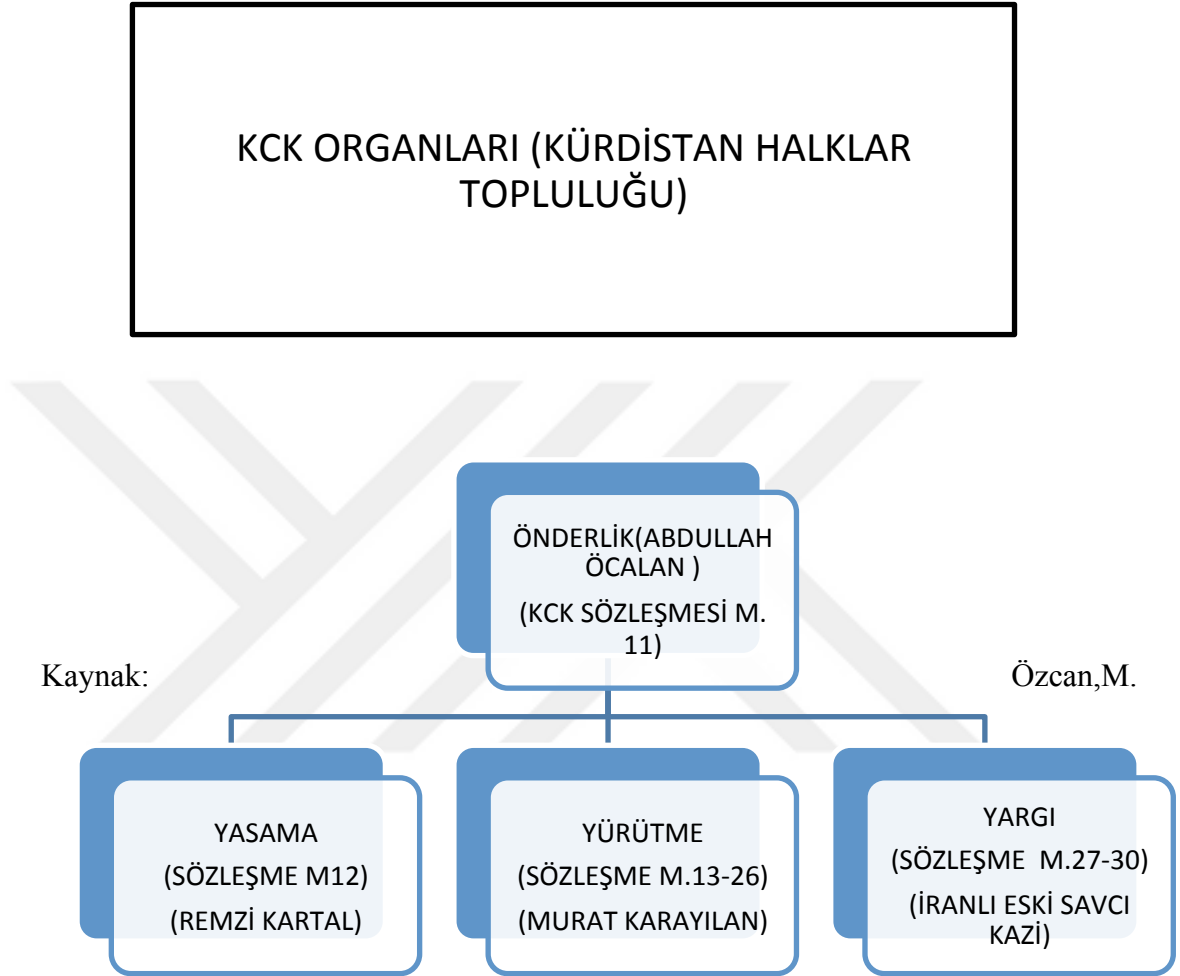 KCK ORGANLARI (KÜRDİSTAN HALKLAR
TOPLULUĞU)
ÖNDERLİK(ABDULLAH
ÖCALAN )
(KCK SÖZLEŞMESİ M.
11)
Kaynak:
Özcan,M.
YASAMA
(SÖZLEŞME M12)
(REMZİ KARTAL)
YÜRÜTME
(SÖZLEŞME M.13-26)
(MURAT KARAYILAN)
YARGI
(SÖZLEŞME M.27-30)
(İRANLI ESKİ SAVCI
KAZİ)